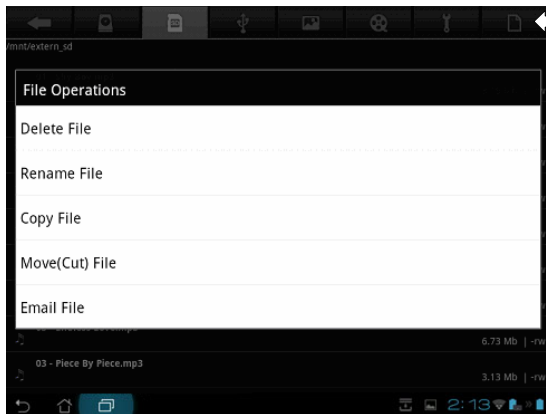 /mnt/extern_sd
File Operations
Delete File
Rename File
Copy File
Move(Cut) File
Email File
6.73 Mb | -rw
03 - Piece By Piece.mp3
3.13 Mb | -rw
2:13